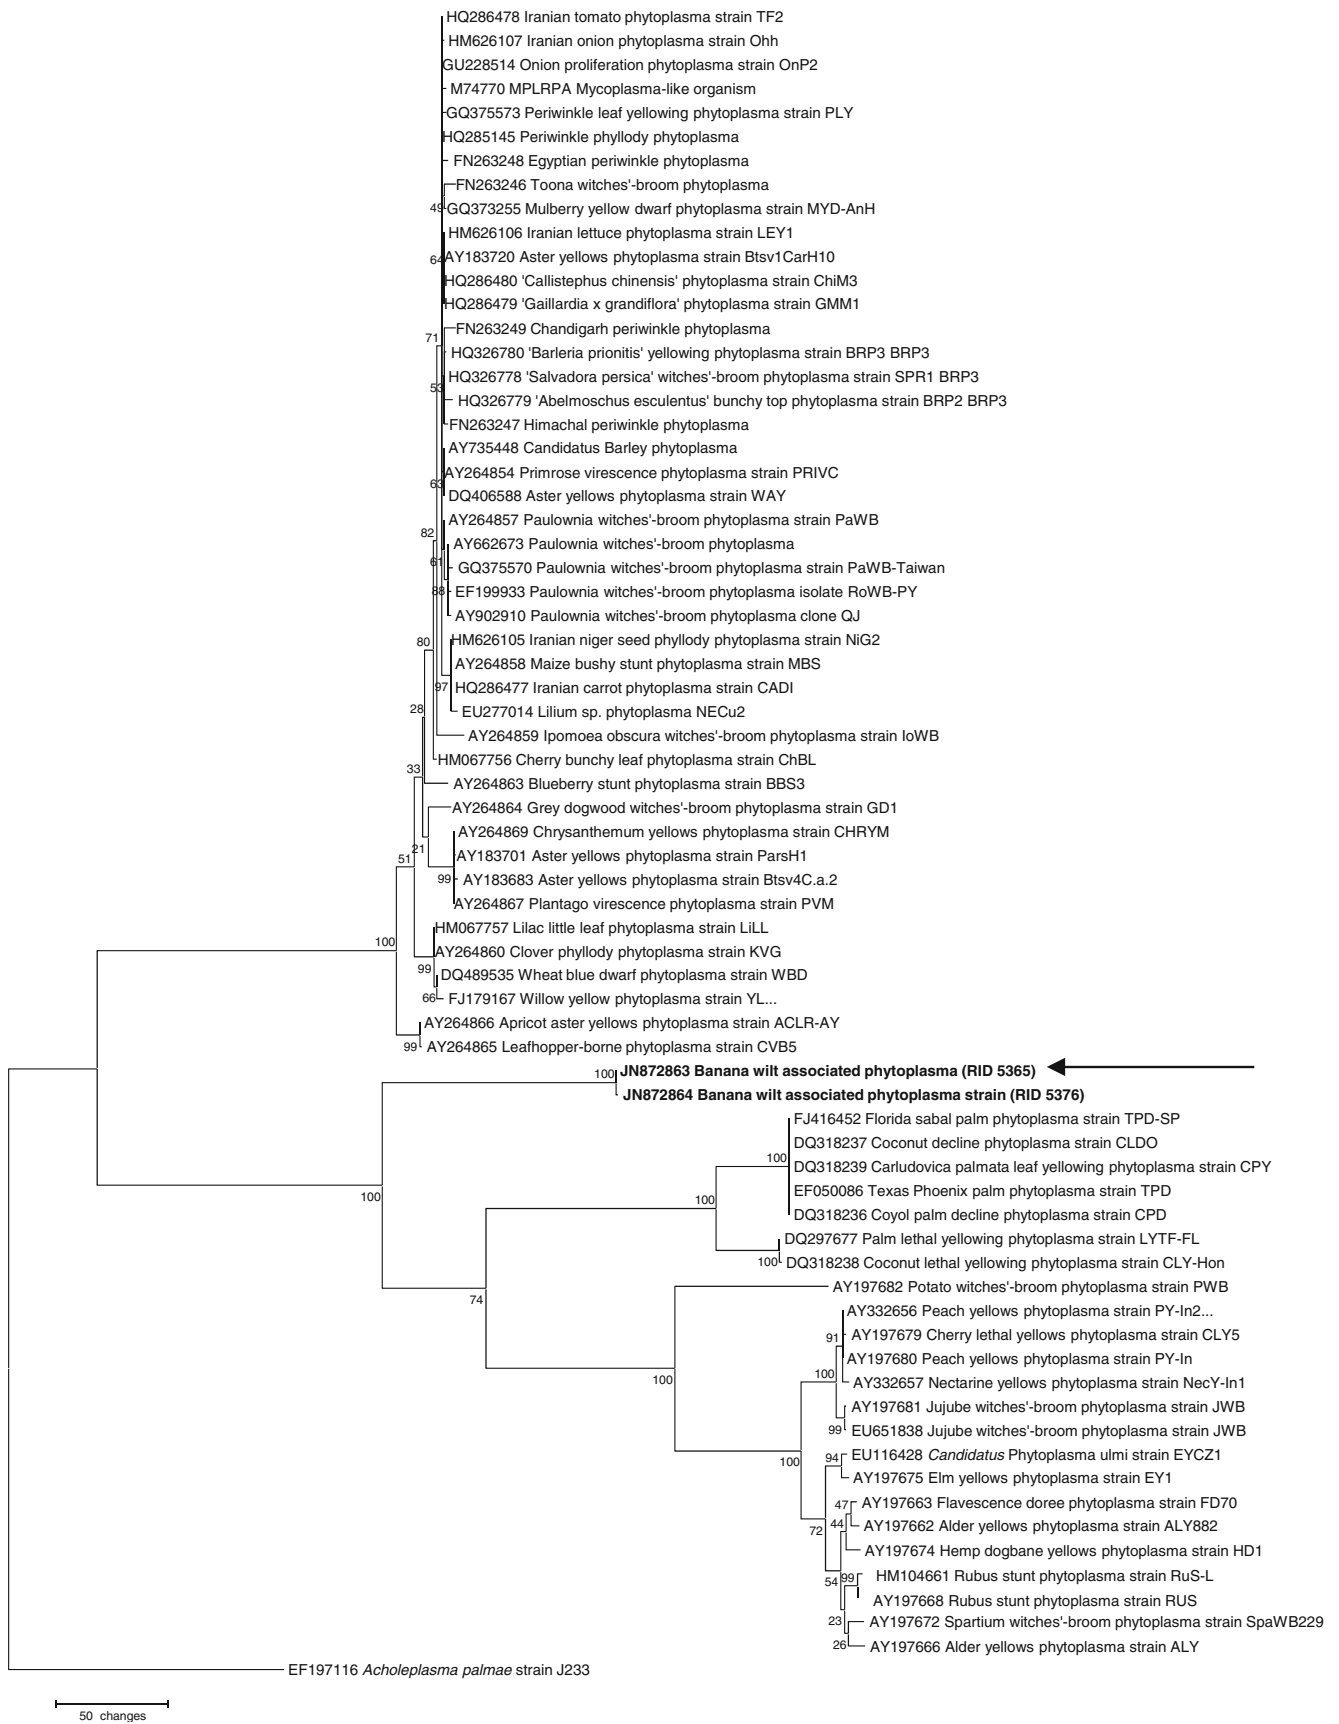 HQ286478 Iranian tomato phytoplasma strain TF2
HM626107 Iranian onion phytoplasma strain Ohh
GU228514 Onion proliferation phytoplasma strain OnP2
M74770 MPLRPA Mycoplasma-like organism
GQ375573 Periwinkle leaf yellowing phytoplasma strain PLY
HQ285145 Periwinkle phyllody phytoplasma
FN263248 Egyptian periwinkle phytoplasma
FN263246 Toona witches'-broom phytoplasma
49
GQ373255 Mulberry yellow dwarf phytoplasma strain MYD-AnH
HM626106 Iranian lettuce phytoplasma strain LEY1
64
AY183720 Aster yellows phytoplasma strain Btsv1CarH10
HQ286480 'Callistephus chinensis' phytoplasma strain ChiM3
HQ286479 'Gaillardia x grandiflora' phytoplasma strain GMM1
FN263249 Chandigarh periwinkle phytoplasma
71
HQ326780 'Barleria prionitis' yellowing phytoplasma strain BRP3 BRP3
HQ326778 'Salvadora persica' witches'-broom phytoplasma strain SPR1 BRP3
53
HQ326779 'Abelmoschus esculentus' bunchy top phytoplasma strain BRP2 BRP3
FN263247 Himachal periwinkle phytoplasma
AY735448 Candidatus Barley phytoplasma
AY264854 Primrose virescence phytoplasma strain PRIVC
63
DQ406588 Aster yellows phytoplasma strain WAY
AY264857 Paulownia witches'-broom phytoplasma strain PaWB
82
AY662673 Paulownia witches'-broom phytoplasma
61
GQ375570 Paulownia witches'-broom phytoplasma strain PaWB-Taiwan
88
EF199933 Paulownia witches'-broom phytoplasma isolate RoWB-PY
AY902910 Paulownia witches'-broom phytoplasma clone QJ
80
HM626105 Iranian niger seed phyllody phytoplasma strain NiG2
AY264858 Maize bushy stunt phytoplasma strain MBS
97
HQ286477 Iranian carrot phytoplasma strain CADI
28
EU277014 Lilium sp. phytoplasma NECu2
AY264859 Ipomoea obscura witches'-broom phytoplasma strain IoWB
HM067756 Cherry bunchy leaf phytoplasma strain ChBL
33
AY264863 Blueberry stunt phytoplasma strain BBS3
AY264864 Grey dogwood witches'-broom phytoplasma strain GD1
AY264869 Chrysanthemum yellows phytoplasma strain CHRYM
21
51
AY183701 Aster yellows phytoplasma strain ParsH1
99
AY183683 Aster yellows phytoplasma strain Btsv4C.a.2
AY264867 Plantago virescence phytoplasma strain PVM
HM067757 Lilac little leaf phytoplasma strain LiLL
100
AY264860 Clover phyllody phytoplasma strain KVG
99
DQ489535 Wheat blue dwarf phytoplasma strain WBD
66
FJ179167 Willow yellow phytoplasma strain YL...
AY264866 Apricot aster yellows phytoplasma strain ACLR-AY
99
AY264865 Leafhopper-borne phytoplasma strain CVB5
100
JN872863 Banana wilt associated phytoplasma (RID 5365)
JN872864 Banana wilt associated phytoplasma strain (RID 5376)
FJ416452 Florida sabal palm phytoplasma strain TPD-SP
DQ318237 Coconut decline phytoplasma strain CLDO
100
DQ318239 Carludovica palmata leaf yellowing phytoplasma strain CPY
EF050086 Texas Phoenix palm phytoplasma strain TPD
100
100
DQ318236 Coyol palm decline phytoplasma strain CPD
DQ297677 Palm lethal yellowing phytoplasma strain LYTF-FL
100
DQ318238 Coconut lethal yellowing phytoplasma strain CLY-Hon
AY197682 Potato witches'-broom phytoplasma strain PWB
74
AY332656 Peach yellows phytoplasma strain PY-In2...
91
AY197679 Cherry lethal yellows phytoplasma strain CLY5
AY197680 Peach yellows phytoplasma strain PY-In
100
100
AY332657 Nectarine yellows phytoplasma strain NecY-In1
AY197681 Jujube witches'-broom phytoplasma strain JWB
99
EU651838 Jujube witches'-broom phytoplasma strain JWB
100
94
EU116428 Candidatus Phytoplasma ulmi strain EYCZ1
AY197675 Elm yellows phytoplasma strain EY1
47
AY197663 Flavescence doree phytoplasma strain FD70
72
44
AY197662 Alder yellows phytoplasma strain ALY882
AY197674 Hemp dogbane yellows phytoplasma strain HD1
54
99
HM104661 Rubus stunt phytoplasma strain RuS-L
AY197668 Rubus stunt phytoplasma strain RUS
23
AY197672 Spartium witches'-broom phytoplasma strain SpaWB229
26
AY197666 Alder yellows phytoplasma strain ALY
EF197116 Acholeplasma palmae strain J233
50 changes